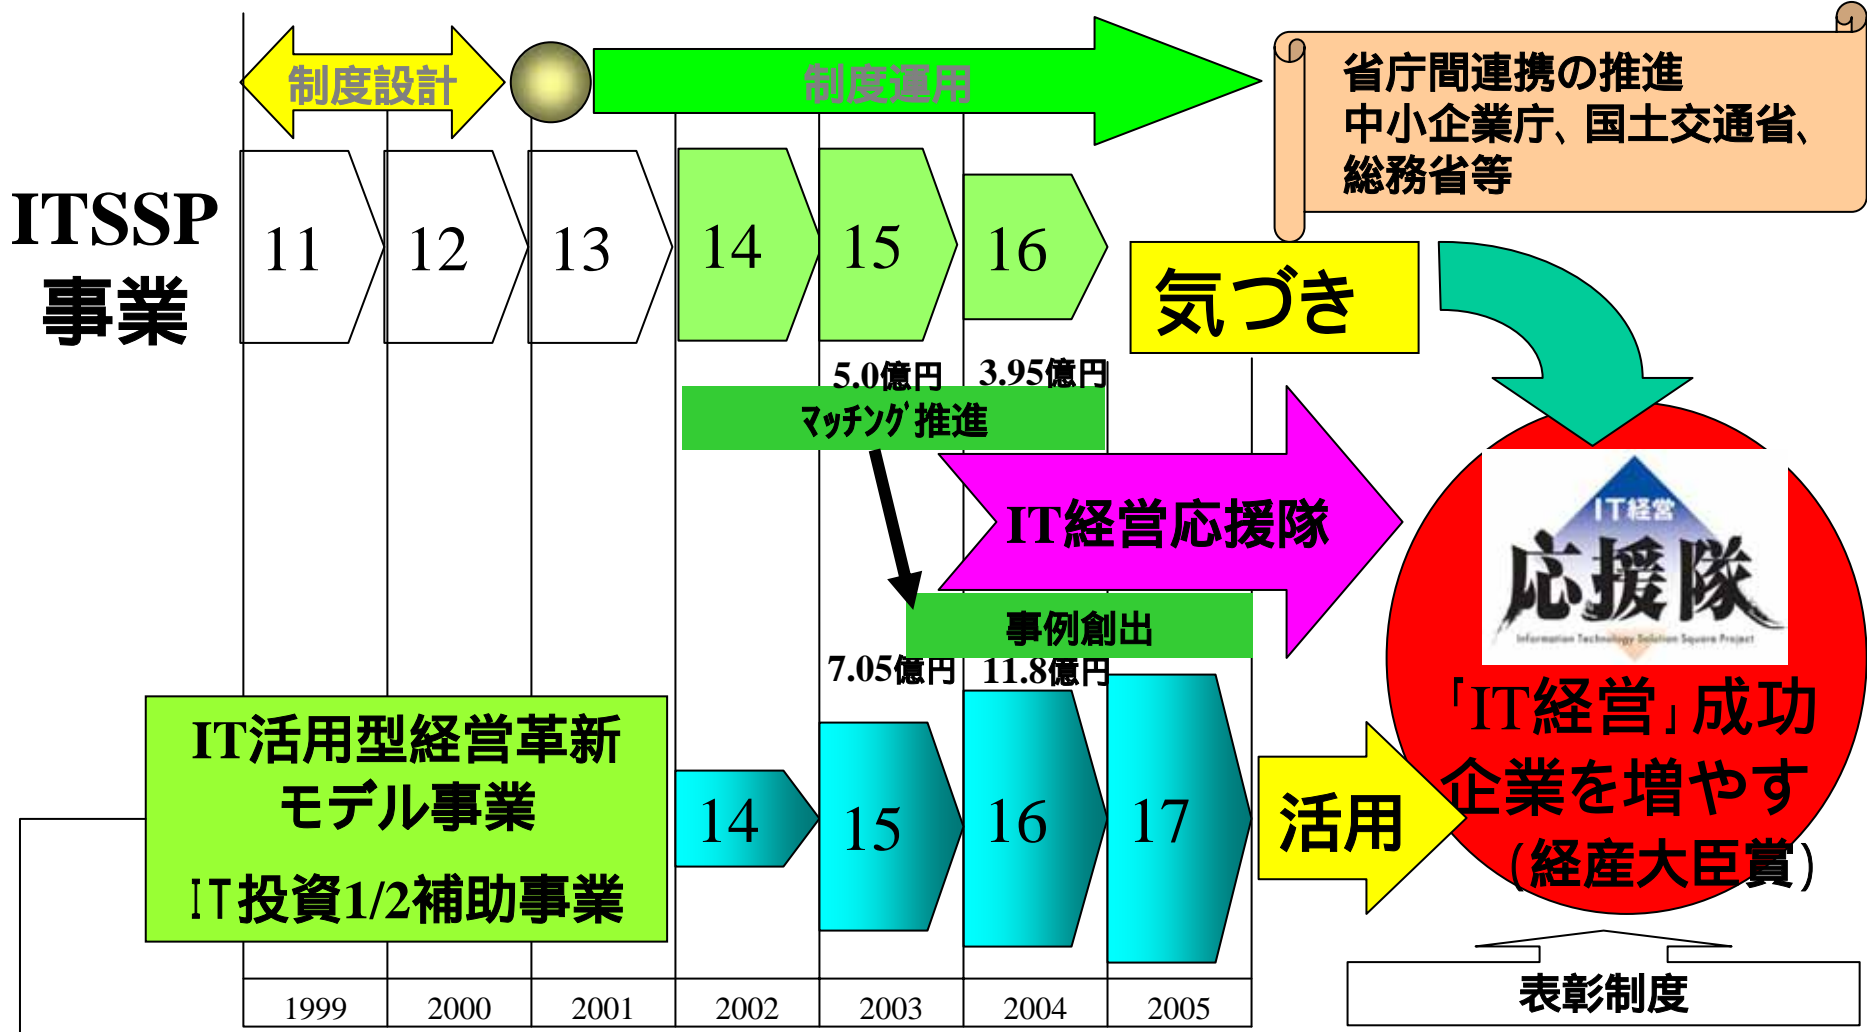 制度設計
制度運用
省庁間連携の推進
中小企業庁、国土交通省、
総務省等
ITSSP
事業
11
12
13
14
15
16
気づき
5.0億円
3.95億円
マッチング推進
IT経営応援隊
IT経営
応援隊
Information Technology Solution Square Project
事例創出
7.05億円
11.8億円
IT活用型経営革新
モデル事業
IT投資1/2補助事業
14
15
16
17
活用
「IT経営」成功
企業を増やす
(経産大臣賞)
表彰制度
1999
2000
2001
2002
2003
2004
2005